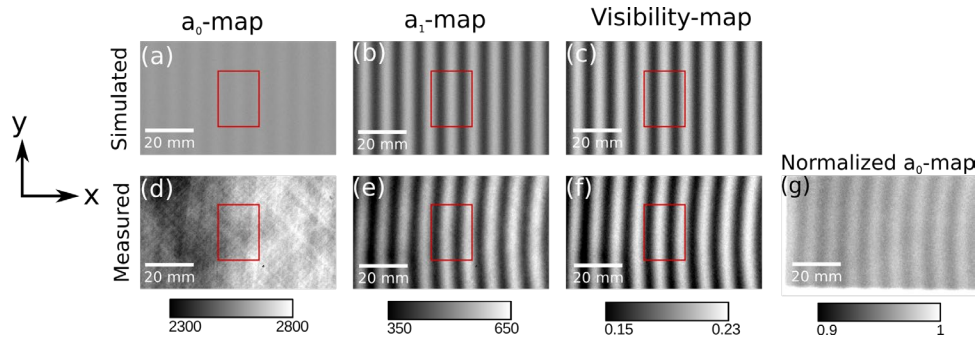 a₀-map
a₁-map
Visibility-map
Simulated
(a)
20 mm
(b)
20 mm
(c)
20 mm
y
x
Normalized a₀-map
Measured
(d)
20 mm
(e)
20 mm
(f)
20 mm
(g)
20 mm
2300 2800
350 650
0.15 0.23
0.9 1